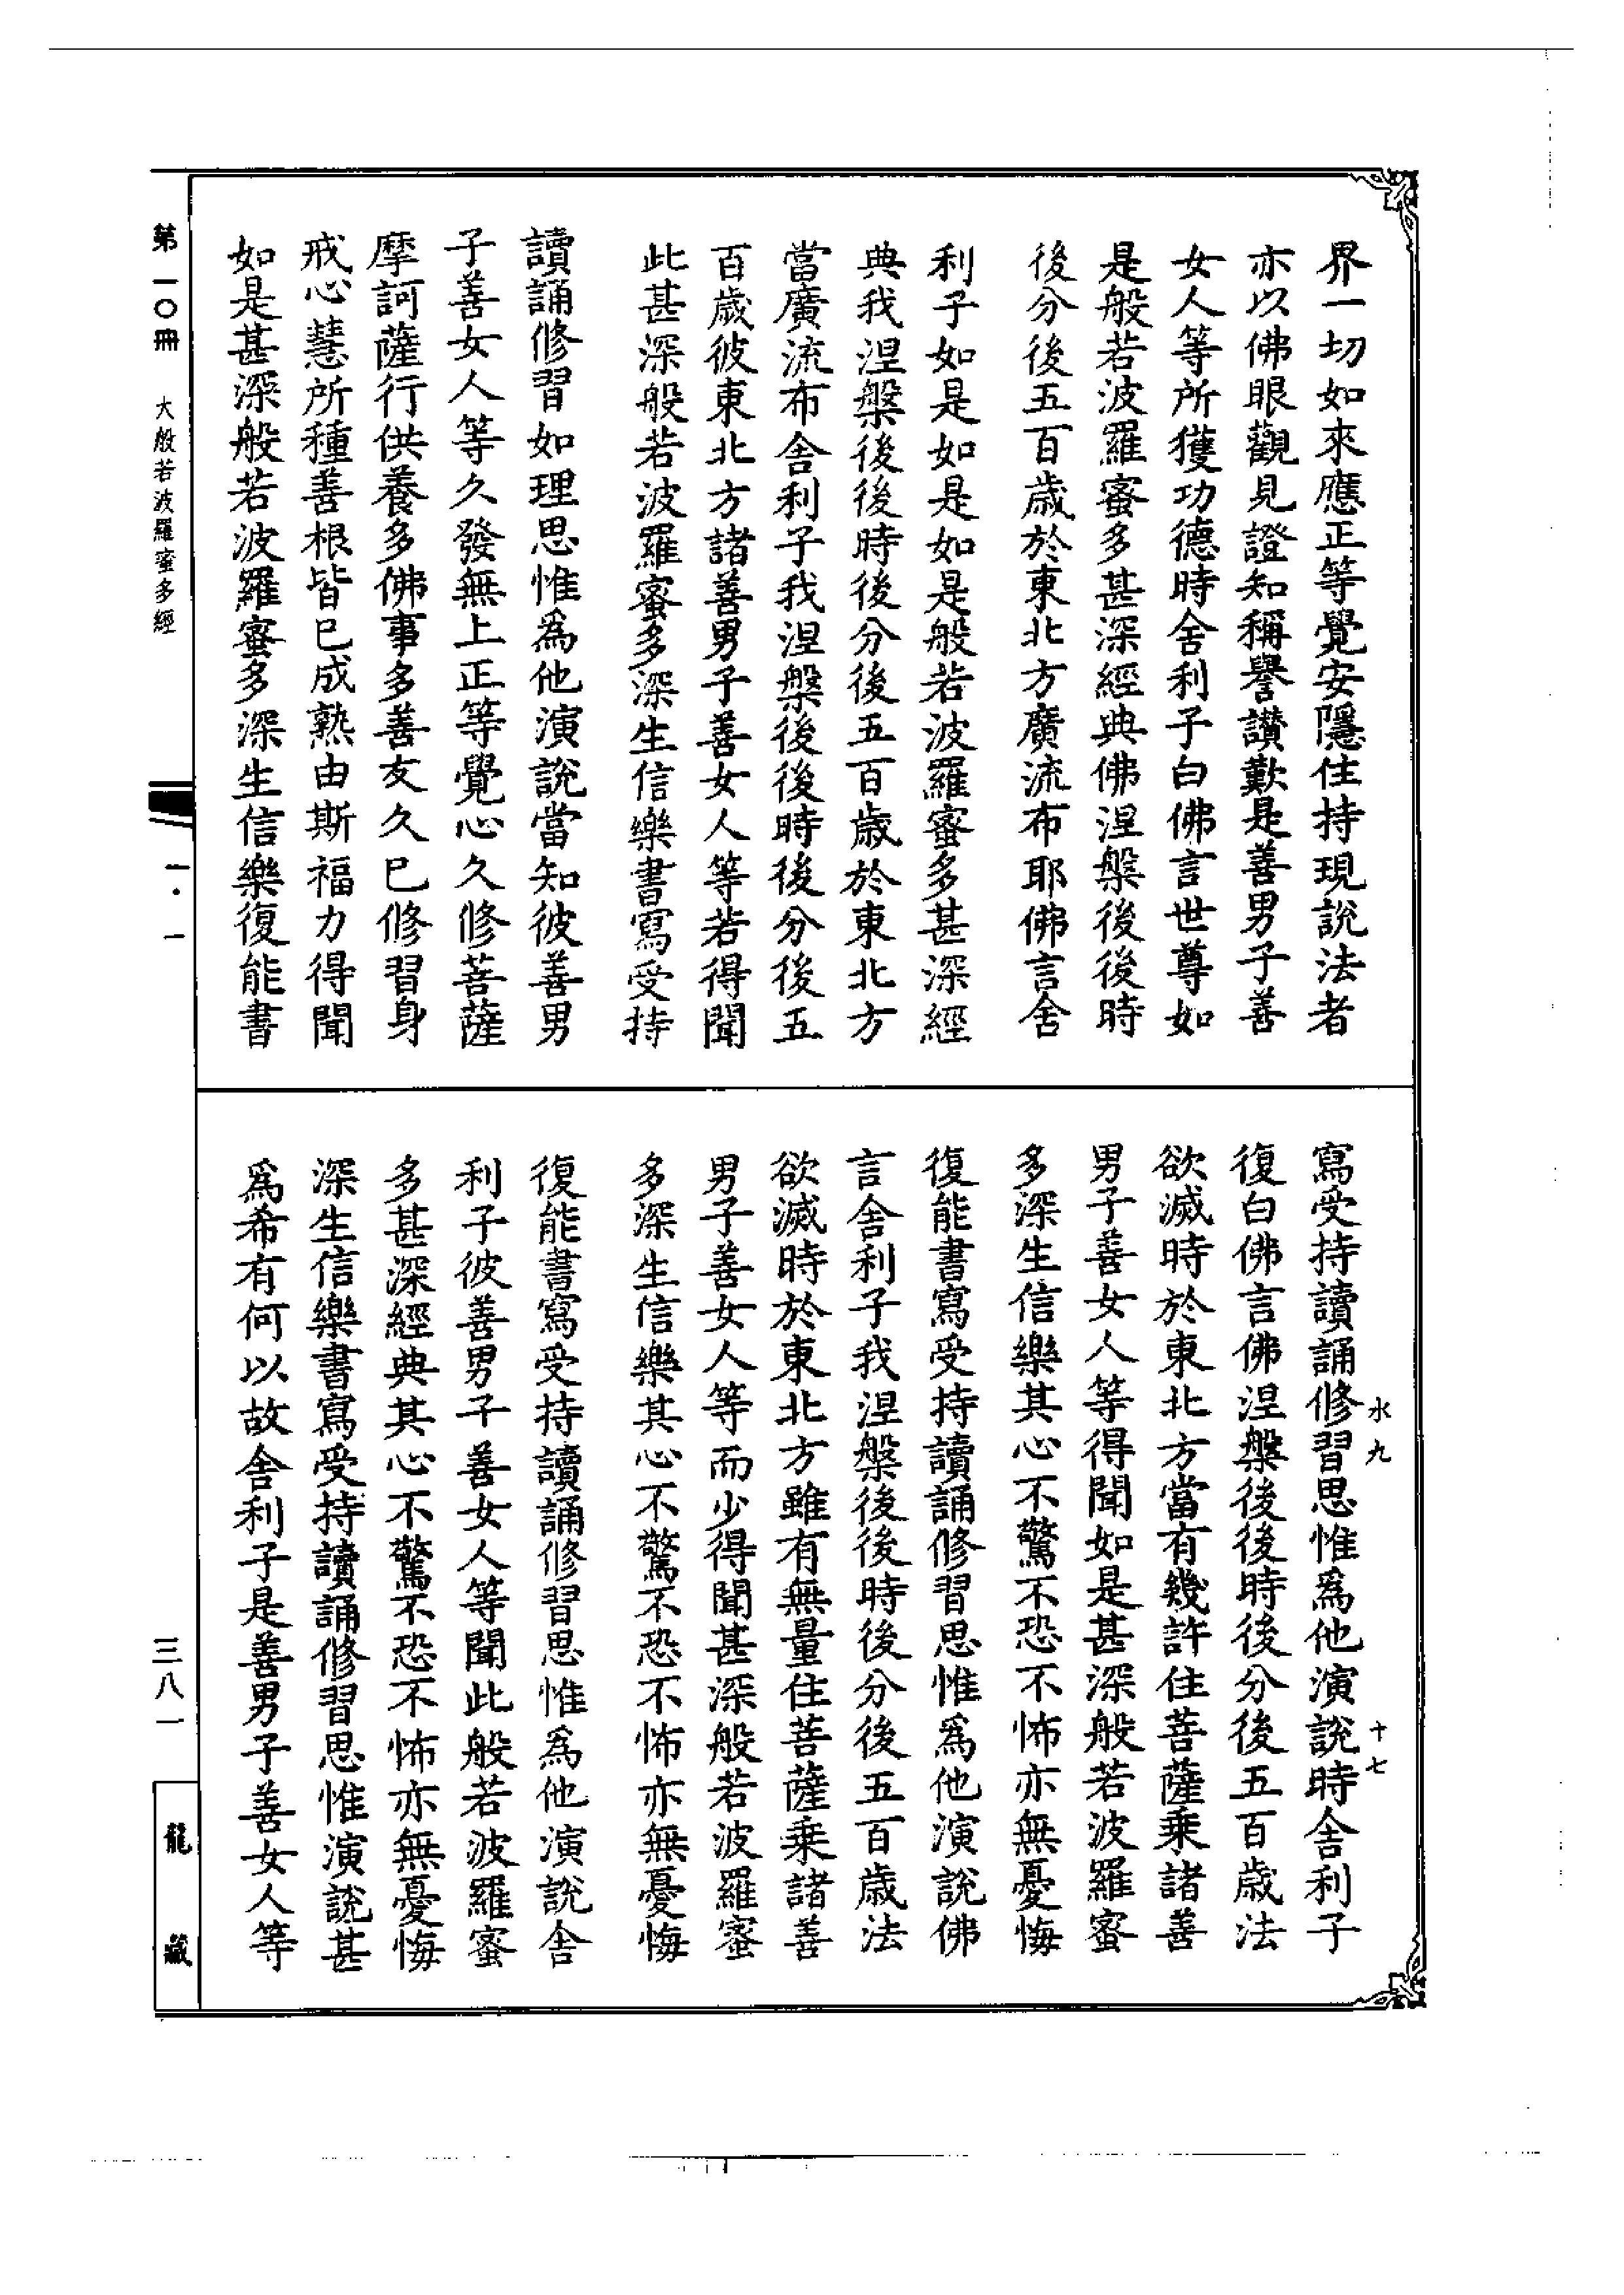 界一切如來應正等覺安隱住持現說法者
亦以佛眼觀見證知稱譽讃歎是善男子善
女人等所獲功德時舍利子白佛言世尊如
是般若波羅蜜多甚深經典佛涅槃後後時
後分後五百歲於東北方廣流布耶佛言舍
利子如是如是如是般若波羅蜜多甚深經
典我涅槃後後時後分後五百歲於東北方
當廣流布舍利子我涅槃後後時後分後五
百歲彼東北方諸善男子善女人等若得聞
此甚深般若波羅蜜多深生信樂書寫受持
讀誦修習如理思惟爲他演說當知彼善男
子善女人等久發無上正等覺心久修菩薩
摩訶薩行供養多佛事多善友久已修習身
戒心慧所種善根皆已成熟由斯福力得聞
如是甚深般若波羅蜜多深生信樂復能書
寫受持讀誦修習思惟爲他演說時舍利子
復白佛言佛涅槃後後時後分後五百歲法
欲滅時於東北方當有幾許住菩薩乘諸善
男子善女人等得聞如是甚深般若波羅蜜
多深生信樂其心不驚不恐不怖亦無憂悔
復能書寫受持讀誦修習思惟爲他演說佛
言舍利子我涅槃後後時後分後五百歲法
欲滅時於東北方雖有無量住菩薩乘諸善
男子善女人等而少得聞甚深般若波羅蜜
多深生信樂其心不驚不恐不怖亦無憂悔
復能書寫受持讀誦修習思惟爲他演說舍
利子彼善男子善女人等聞此般若波羅蜜
多甚深經典其心不驚不恐不怖亦無憂悔
深生信樂書寫受持讀誦修習思惟演說甚
爲希有何以故舍利子是善男子善女人等
水九
十七
第一〇冊 大般若波羅蜜多經
一·一
三八一
龍藏